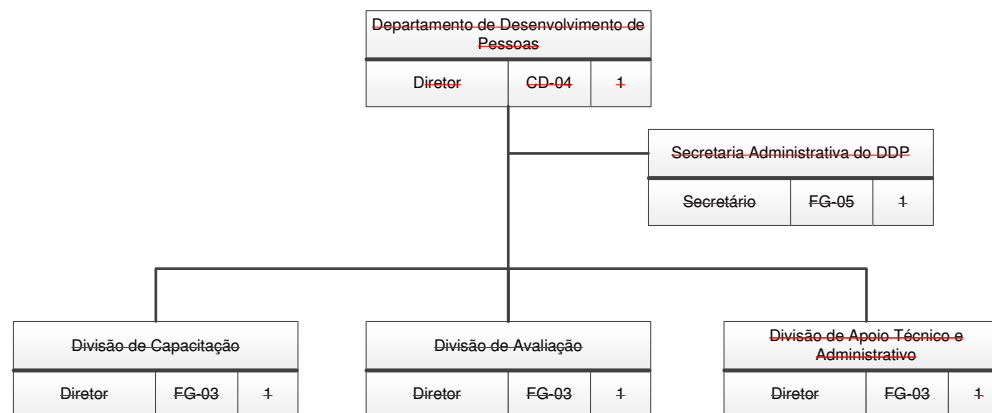 Departamento de Desenvolvimento de
Pessoas
Diretor CD-04 1
Secretaria Administrativa do DDP
Secretário FG-05 1
Divisão de Capacitação
Divisão de Avaliação
Divisão de Apoio Técnico e
Administrativo
Diretor FG-03 1
Diretor FG-03 1
Diretor FG-03 1